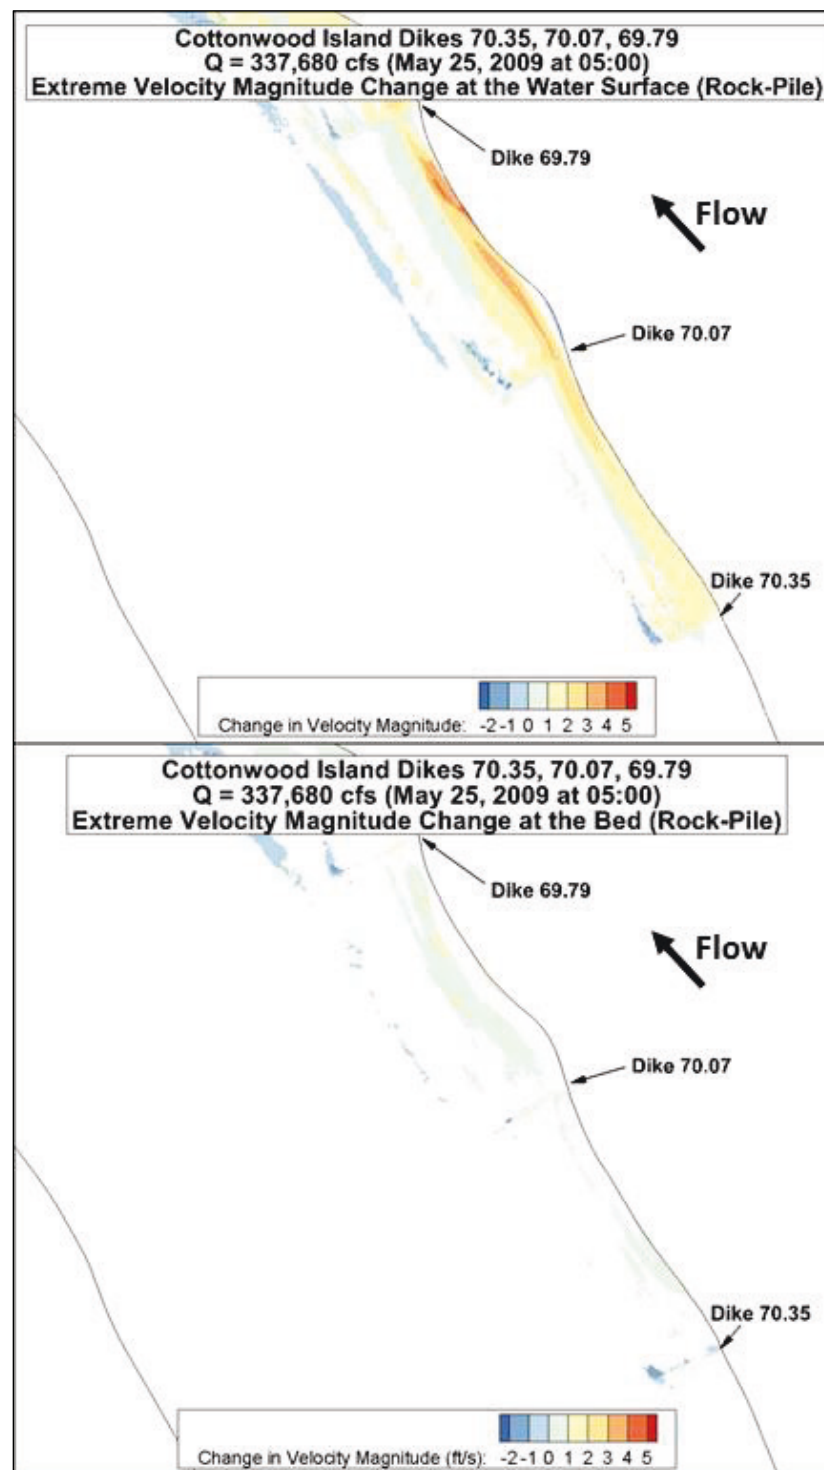 Cottonwood Island Dikes 70.35, 70.07, 69.79
Q = 337,680 cfs (May 25, 2009 at 05:00)
Extreme Velocity Magnitude Change at the Water Surface (Rock-Pile)
Dike 69.79
Flow
Dike 70.07
Dike 70.35
Change in Velocity Magnitude: -2 -1 0 1 2 3 4 5
Cottonwood Island Dikes 70.35, 70.07, 69.79
Q = 337,680 cfs (May 25, 2009 at 05:00)
Extreme Velocity Magnitude Change at the Bed (Rock-Pile)
Dike 69.79
Flow
Dike 70.07
Dike 70.35
Change in Velocity Magnitude (ft/s): -2 -1 0 1 2 3 4 5